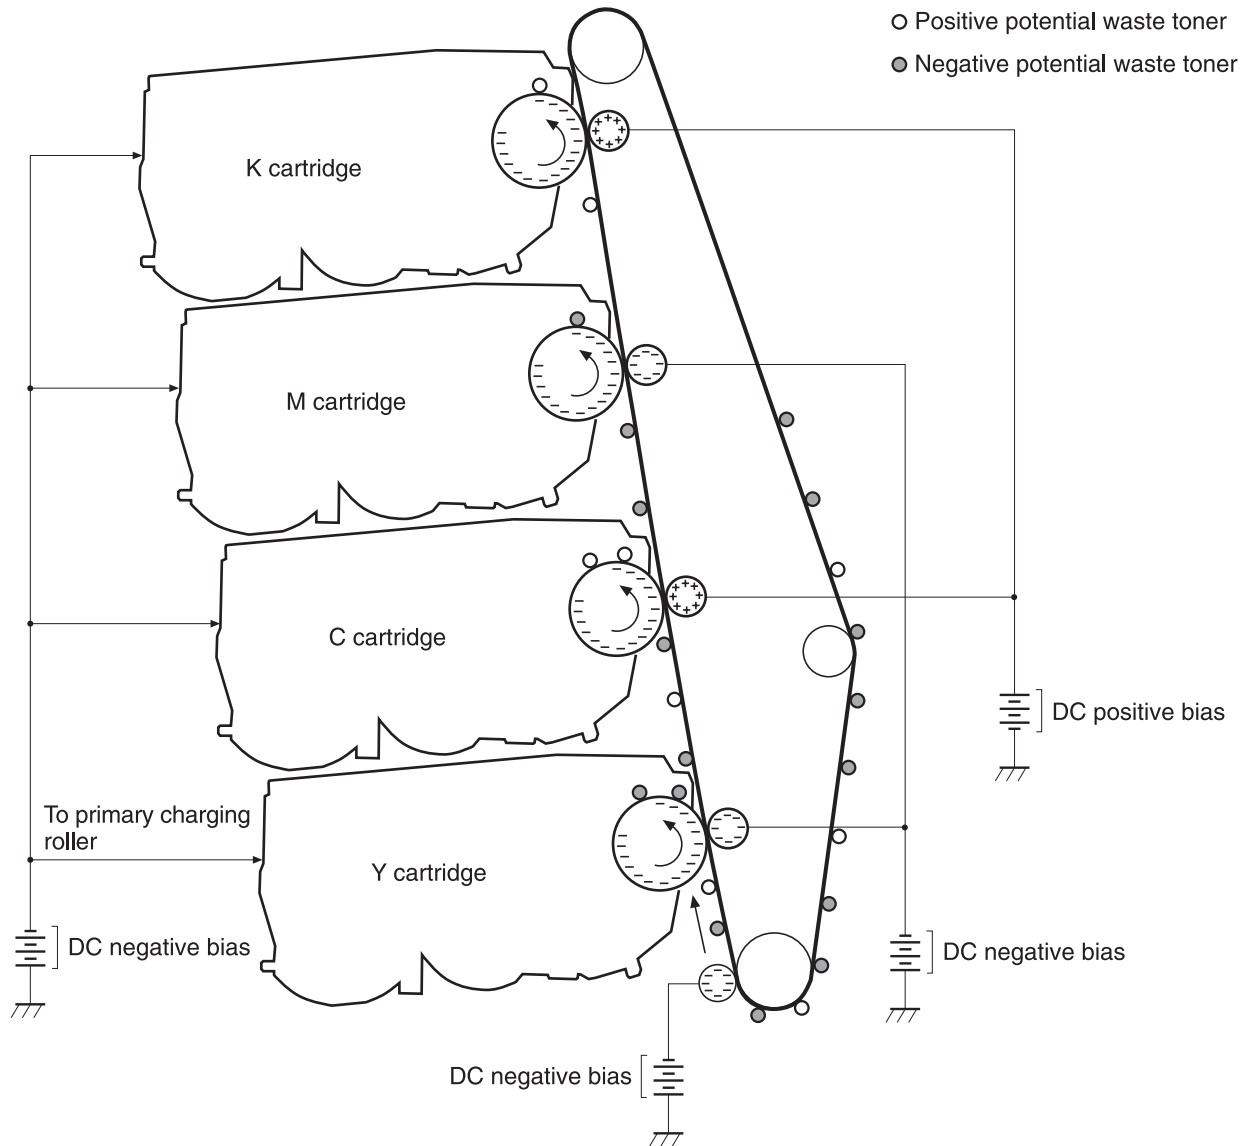 Positive potential waste toner
Negative potential waste toner
K cartridge
M cartridge
C cartridge
DC positive bias
To primary charging
roller
Y cartridge
DC negative bias
DC negative bias
DC negative bias